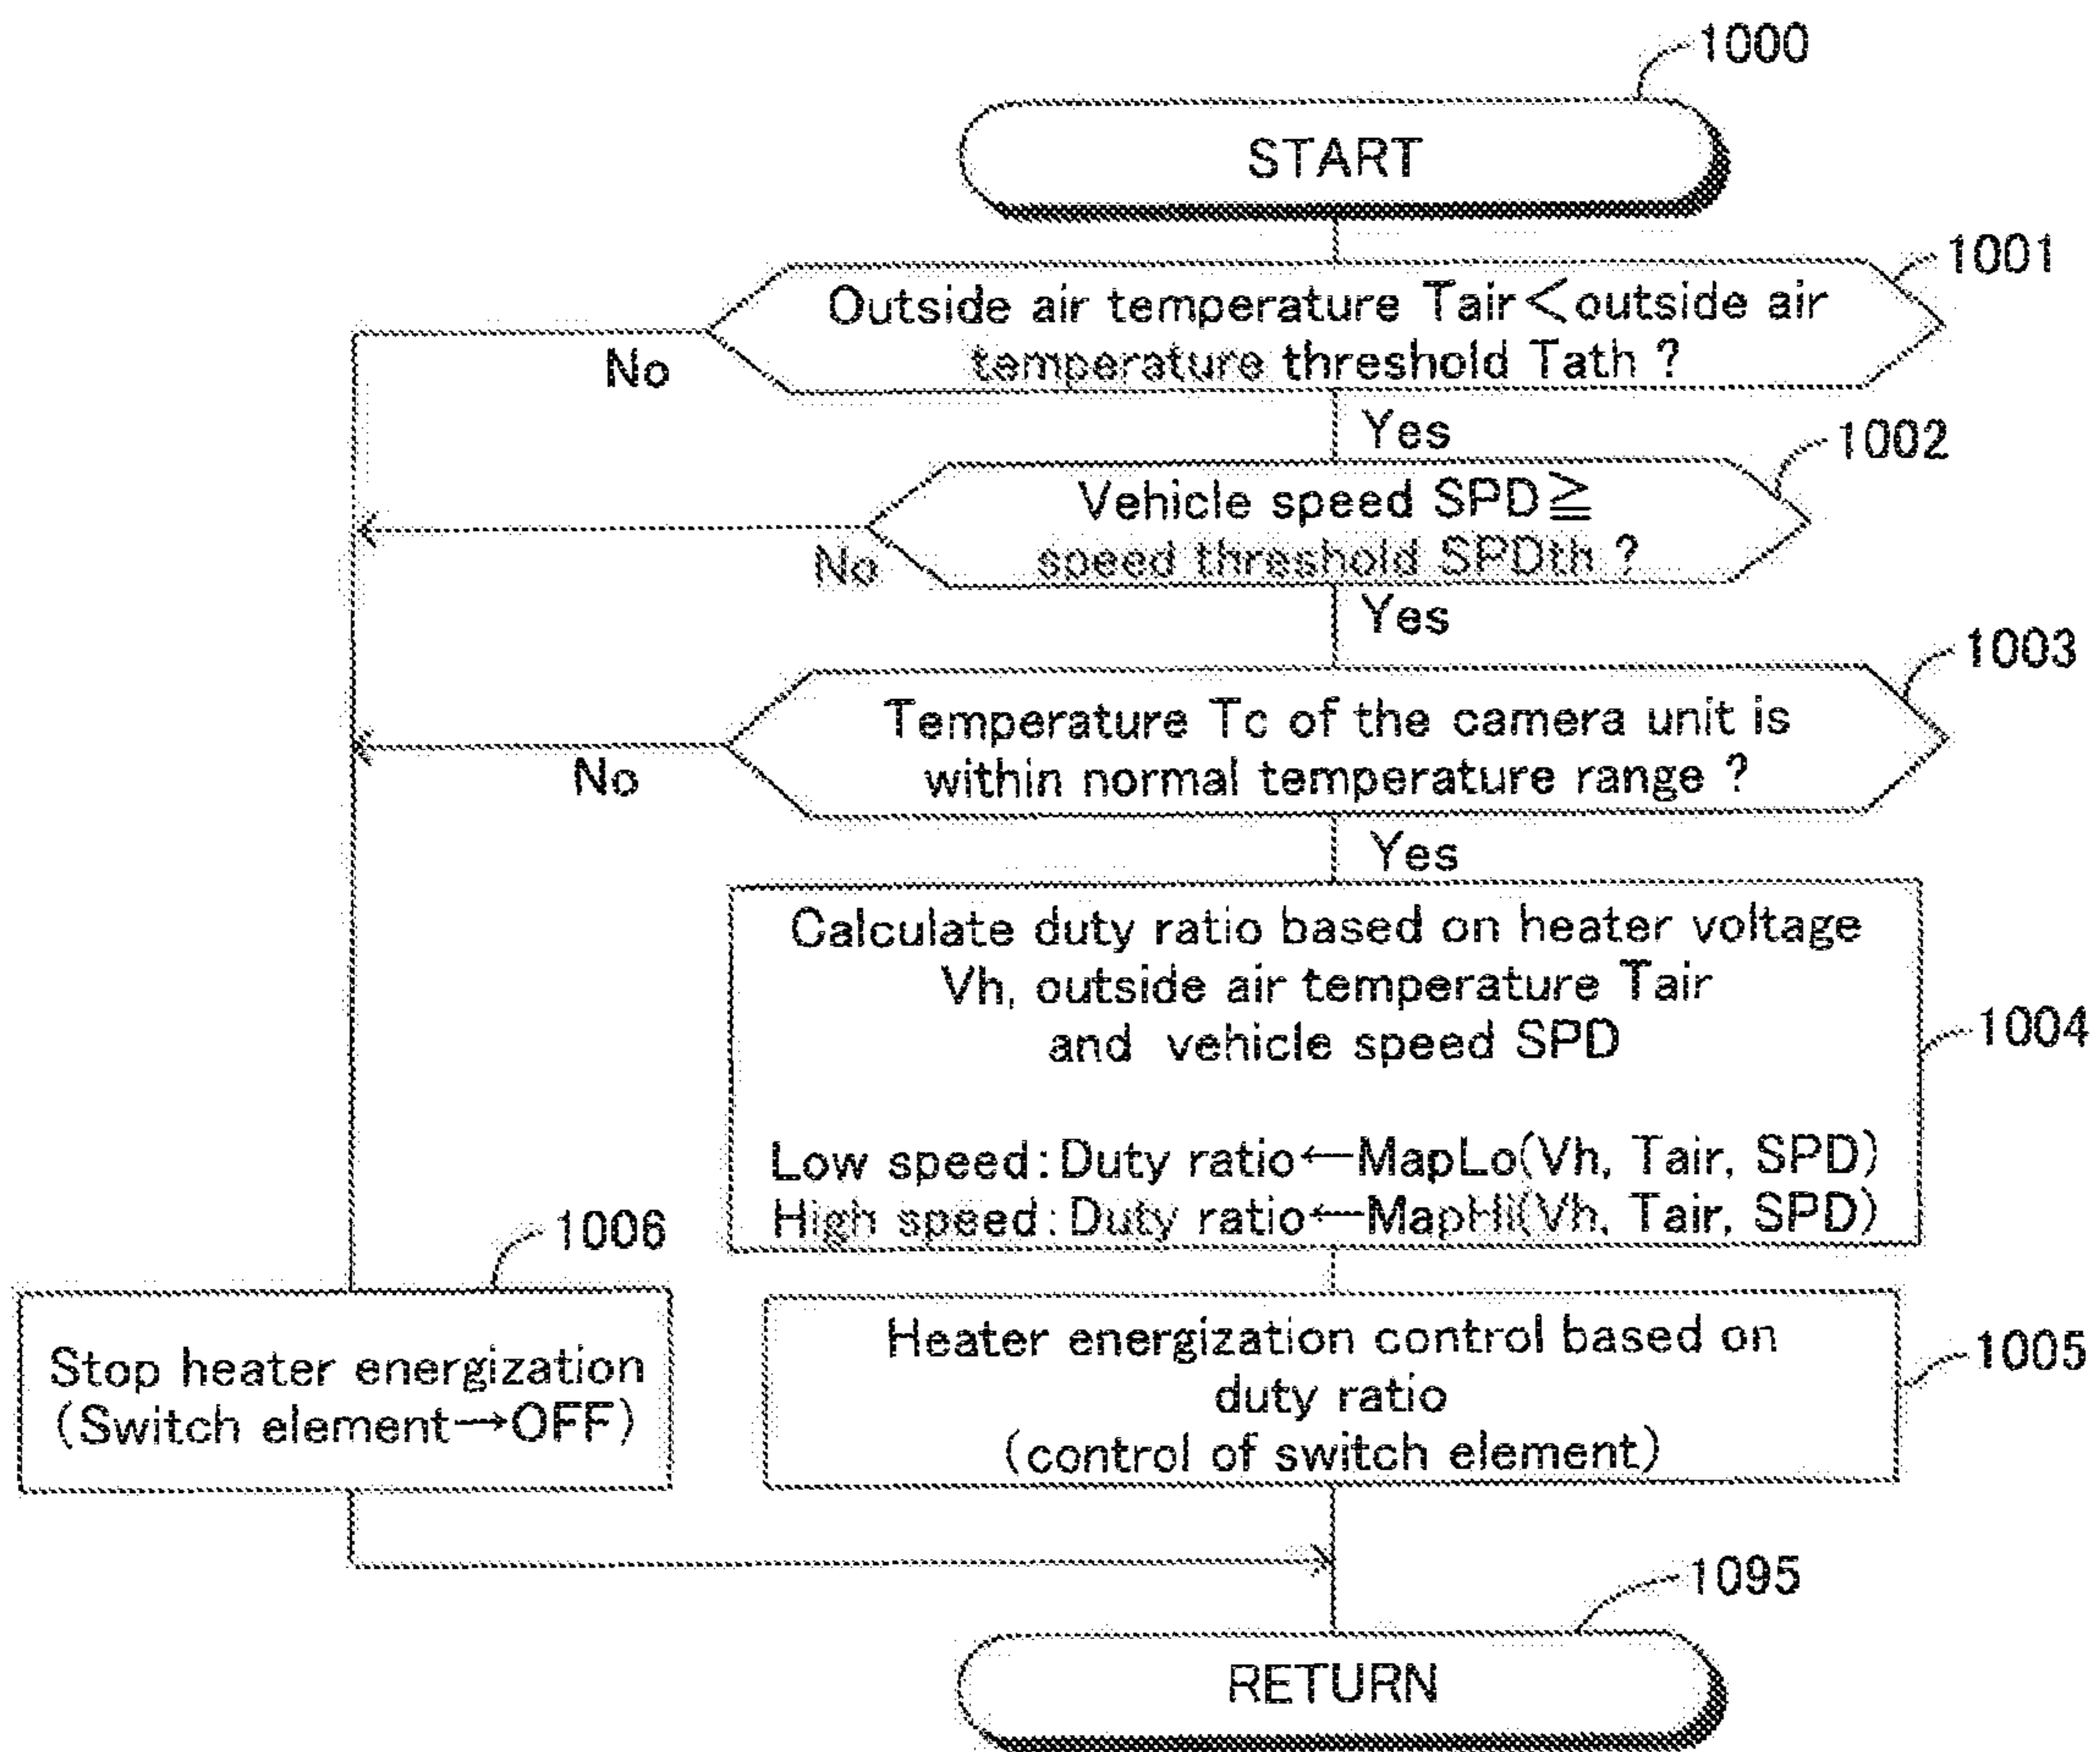 1000
START
1001
Outside air temperature Tair<outside air
temperature threshold Tath ?
No
Yes
1002
Vehicle speed SPD≧
speed threshold SPDth ?
No
Yes
1003
Temperature Tc of the camera unit is
within normal temperature range ?
No
Yes
Calculate duty ratio based on heater voltage
Vh, outside air temperature Tair
and vehicle speed SPD
1004
Low speed:Duty ratio←MapLo(Vh, Tair, SPD)
High speed:Duty ratio←MapHi(Vh, Tair, SPD)
1006
Stop heater energization
(Switch element→OFF)
Heater energization control based on
duty ratio
(control of switch element)
1005
1095
RETURN